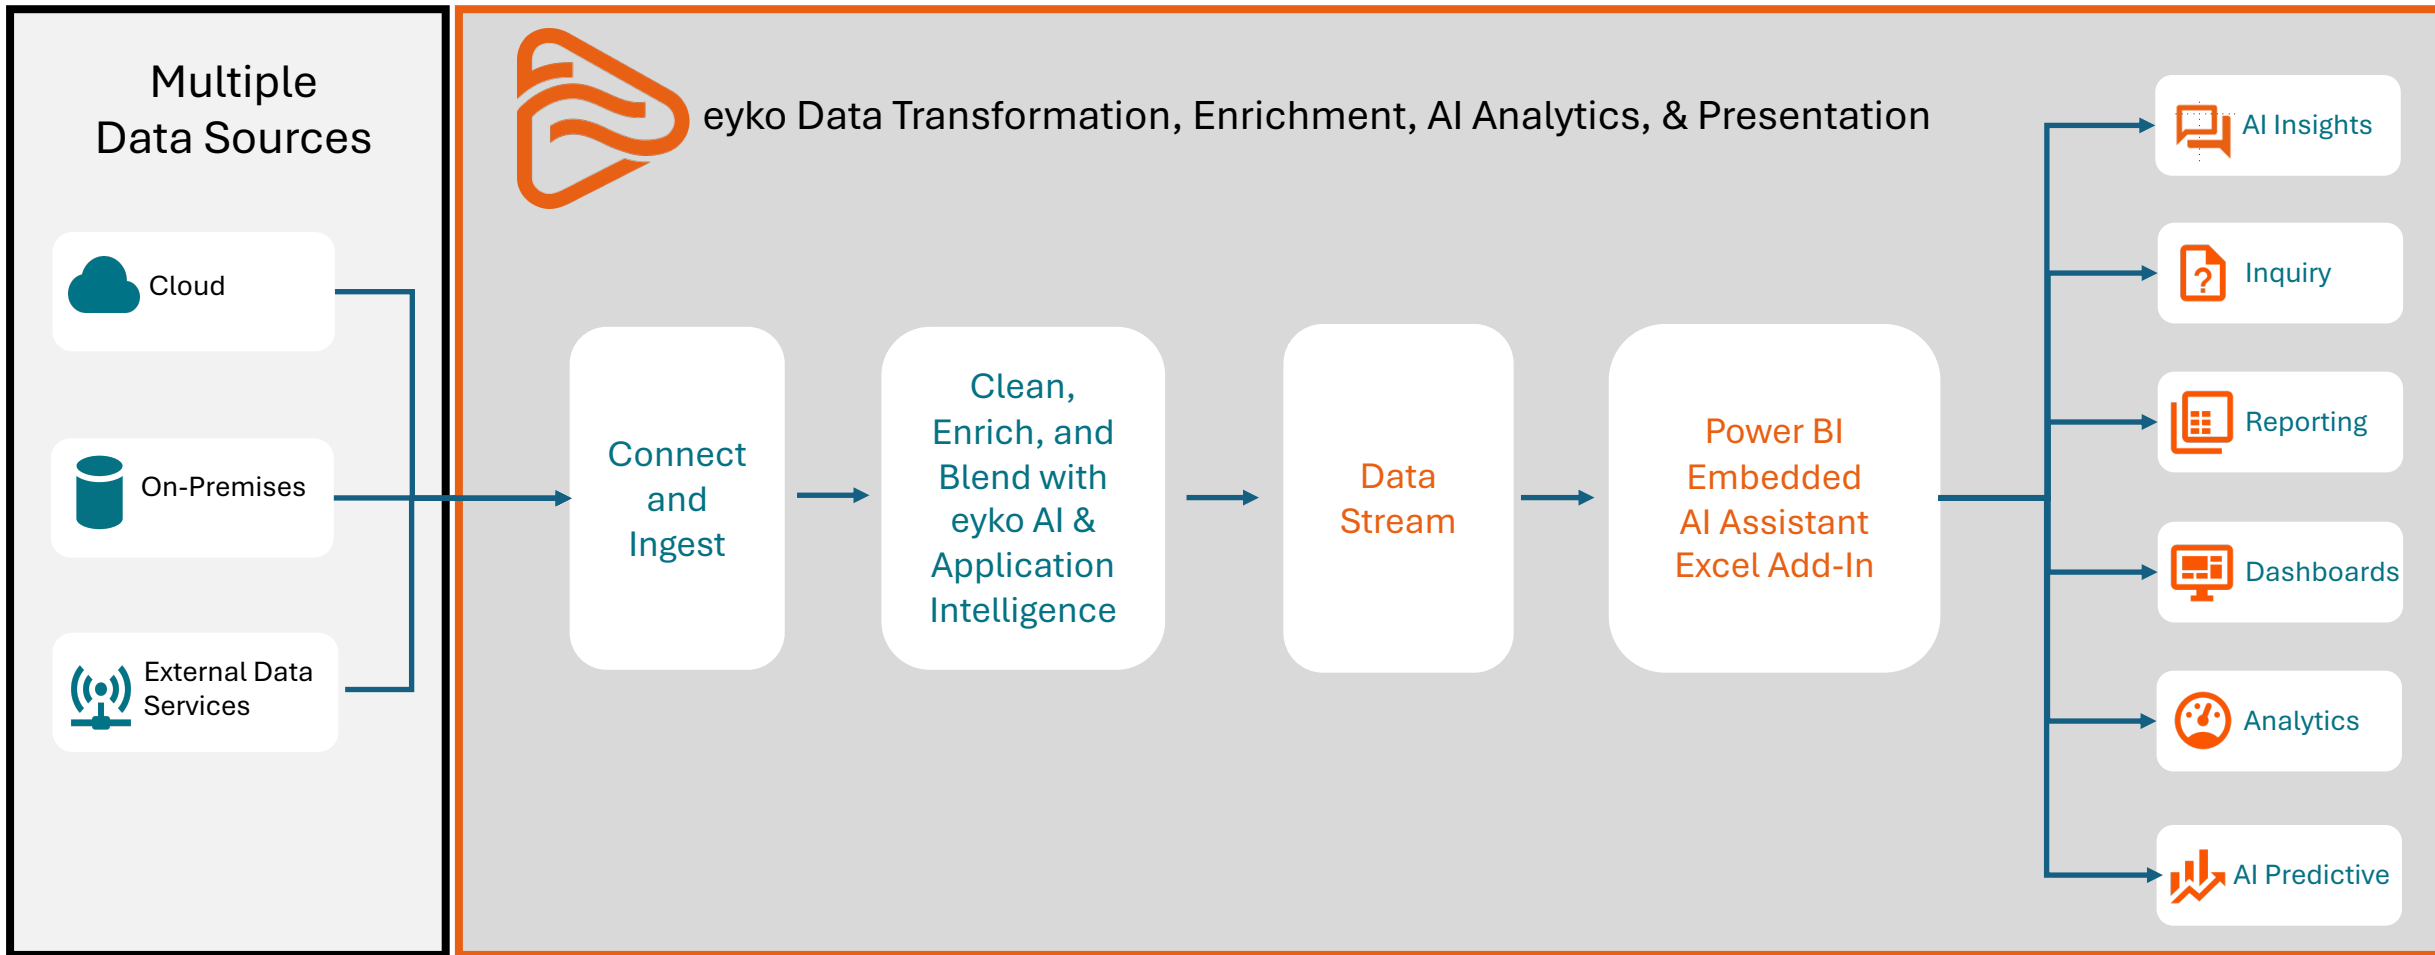 Multiple
Data Sources
Cloud
On-Premises
External Data
Services
eyko Data Transformation, Enrichment, AI Analytics, & Presentation
Connect
and
Ingest
Clean,
Enrich, and
Blend with
eyko AI &
Application
Intelligence
Data
Stream
Power BI
Embedded
AI Assistant
Excel Add-In
AI Insights
?
Inquiry
Reporting
Dashboards
Analytics
AI Predictive